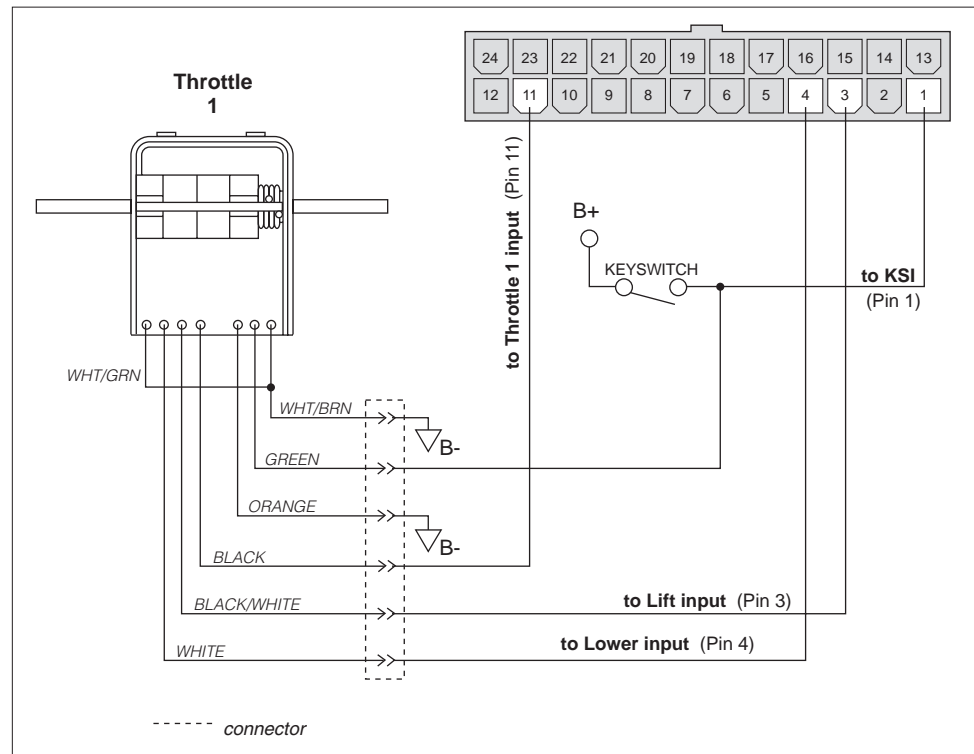 Throttle
1
24 23 22 21 20 19 18 17 16 15 14 13
12 11 10 9 8 7 6 5 4 3 2 1
to Throttle 1 input (Pin 11)
B+
KEYSWITCH
to KSI
(Pin 1)
WHT/GRN
WHT/BRN
B-
GREEN
ORANGE
B-
BLACK
BLACK/WHITE
to Lift input (Pin 3)
WHITE
to Lower input (Pin 4)
connector